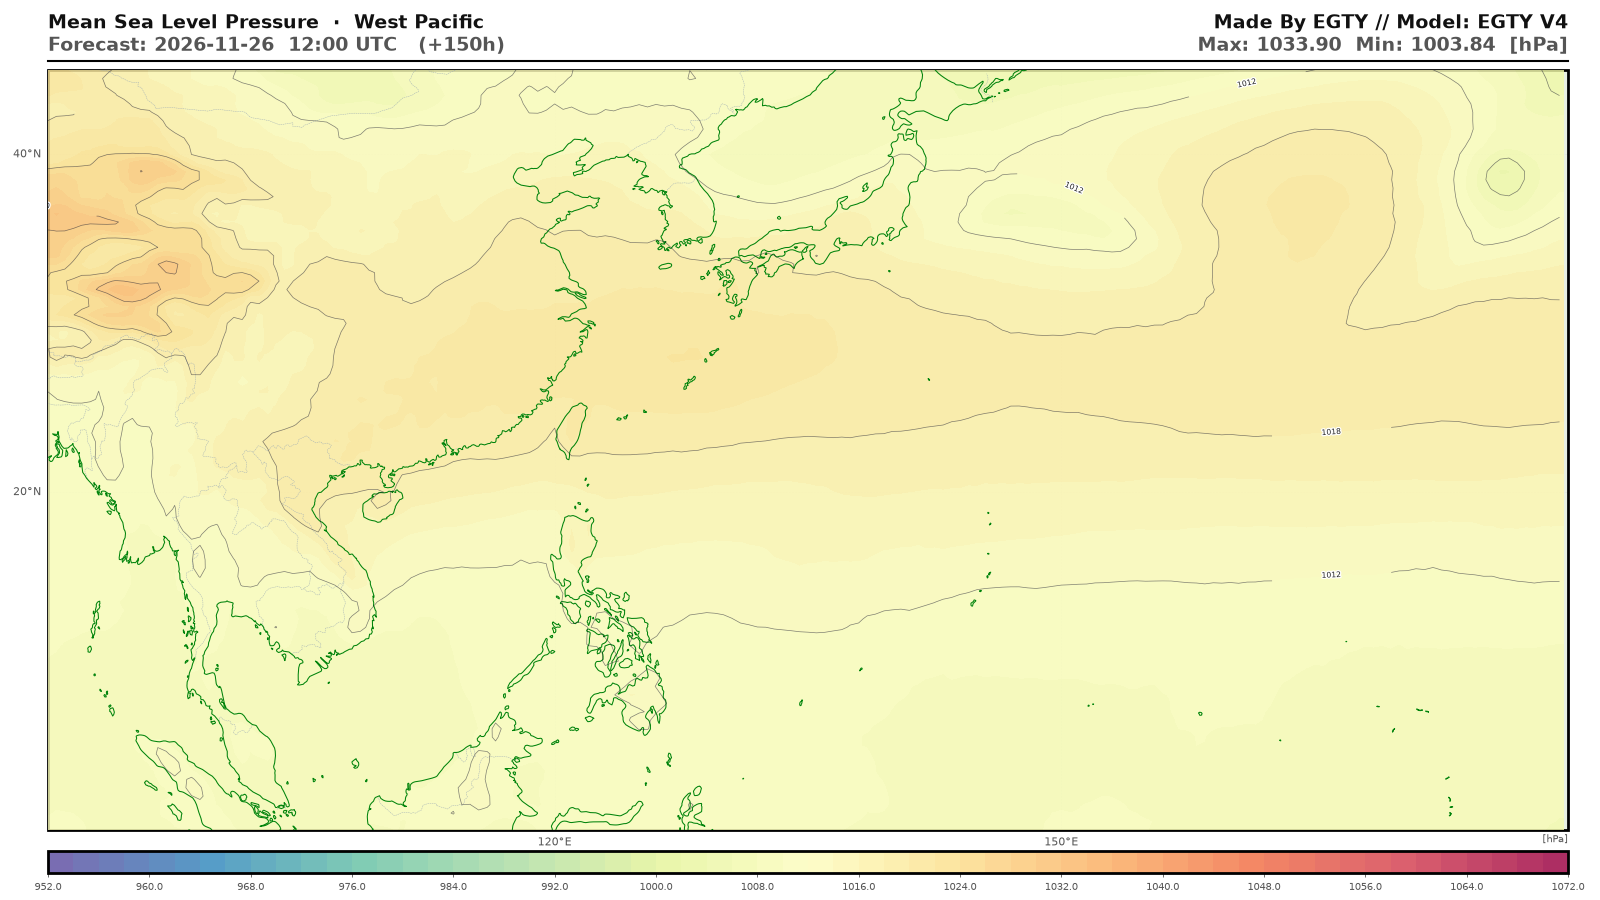 Mean Sea Level Pressure · West Pacific
Made By EGTY // Model: EGTY V4
Forecast: 2026-11-26 12:00 UTC (+150h)
Max: 1033.90 Min: 1003.84 [hPa]
1012
40°N
1012
1018
20°N
1012
120°E
150°E
[hPa]
952.0
960.0
968.0
976.0
984.0
992.0
1000.0
1008.0
1016.0
1024.0
1032.0
1040.0
1048.0
1056.0
1064.0
1072.0